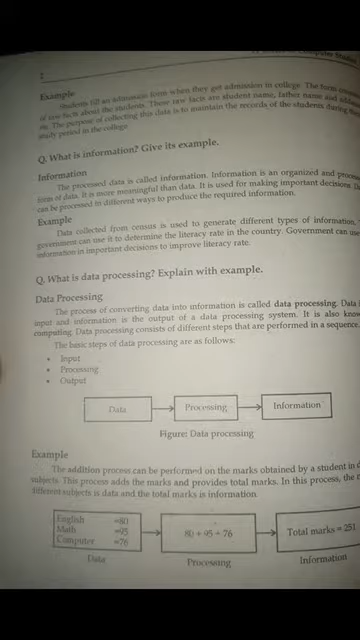 2
Example
Students fill an admission form when they get admission in college. The form
of raw facts about the students. These raw facts are student name, father name and
etc. The purpose of collecting this data is to maintain the records of the students during
study period in the college.
Q. What is information? Give its example.
Information
The processed data is called information. Information is an organized and
form of data. It is more meaningful than data. It is used for making important decisions.
can be processed in different ways to produce the required information.
Example
Data collected from census is used to generate different types of information.
government can use it to determine the literacy rate in the country. Government can use
information in important decisions to improve literacy rate.
Q. What is data processing? Explain with example.
Data Processing
The process of converting data into information is called data processing. Data
input and information is the output of a data processing system. It is also
computing. Data processing consists of different steps that are performed in a sequence.
The basic steps of data processing are as follows:
• Input
• Processing
• Output
Data Processing Information
Figure: Data processing
Example
The addition process can be performed on the marks obtained by a student in
subjects. This process adds the marks and provides total marks. In this process, the
different subjects is data and the total marks is information.
English =80
Math =95
Computer =76
80 + 95 + 76
Total marks = 251
Data Processing Information